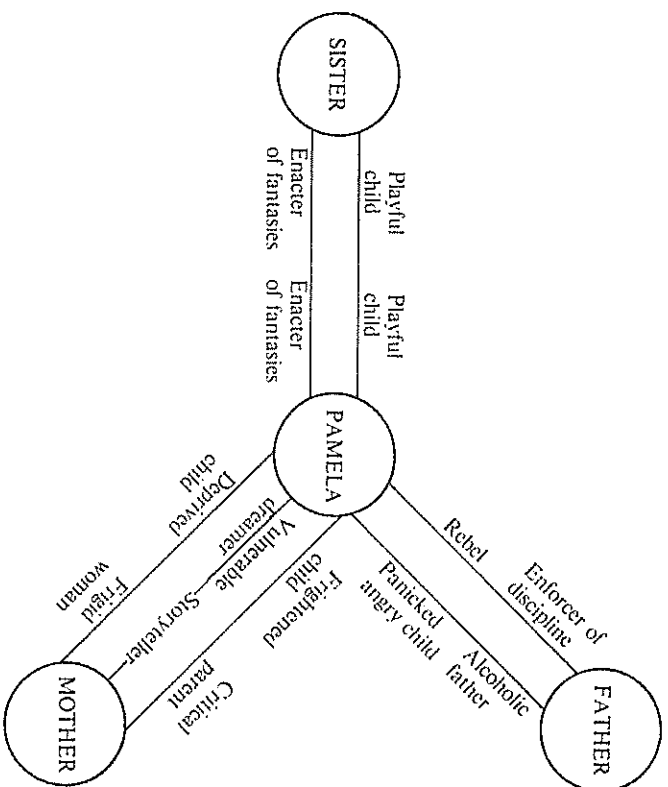 FATHER
Enforcer of
discipline
Rebel
Alcoholic
father
Panicked
angry child
SISTER
Playful
child
Playful
child
Enacter
of fantasies
Enacter
of fantasies
PAMELA
Frightened
child
Critical
parent
Vulnerable
dreamer
Storyteller
Deprived
child
Frigid
woman
MOTHER